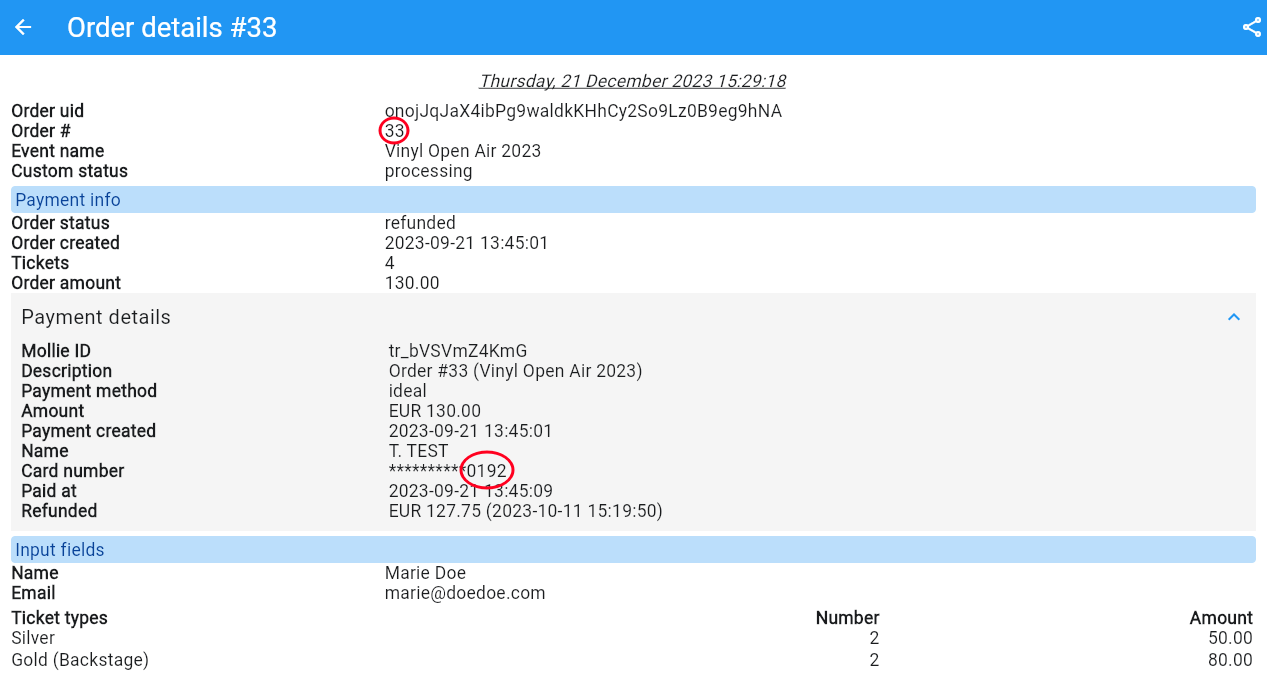 Order details #33
Thursday, 21 December 2023 15:29:18
Order uid onojJqJaX4ibPg9waldkKHhCy2So9Lz0B9eg9hNA
Order # 33
Event name Vinyl Open Air 2023
Custom status processing
Payment info
Order status refunded
Order created 2023-09-21 13:45:01
Tickets 4
Order amount 130.00
Payment details
Mollie ID tr_bVSVmZ4KmG
Description Order #33 (Vinyl Open Air 2023)
Payment method ideal
Amount EUR 130.00
Payment created 2023-09-21 13:45:01
Name T. TEST
Card number **********0192
Paid at 2023-09-21 13:45:09
Refunded EUR 127.75 (2023-10-11 15:19:50)
Input fields
Name Marie Doe
Email marie@doedoe.com
Ticket types Number Amount
Silver 2 50.00
Gold (Backstage) 2 80.00